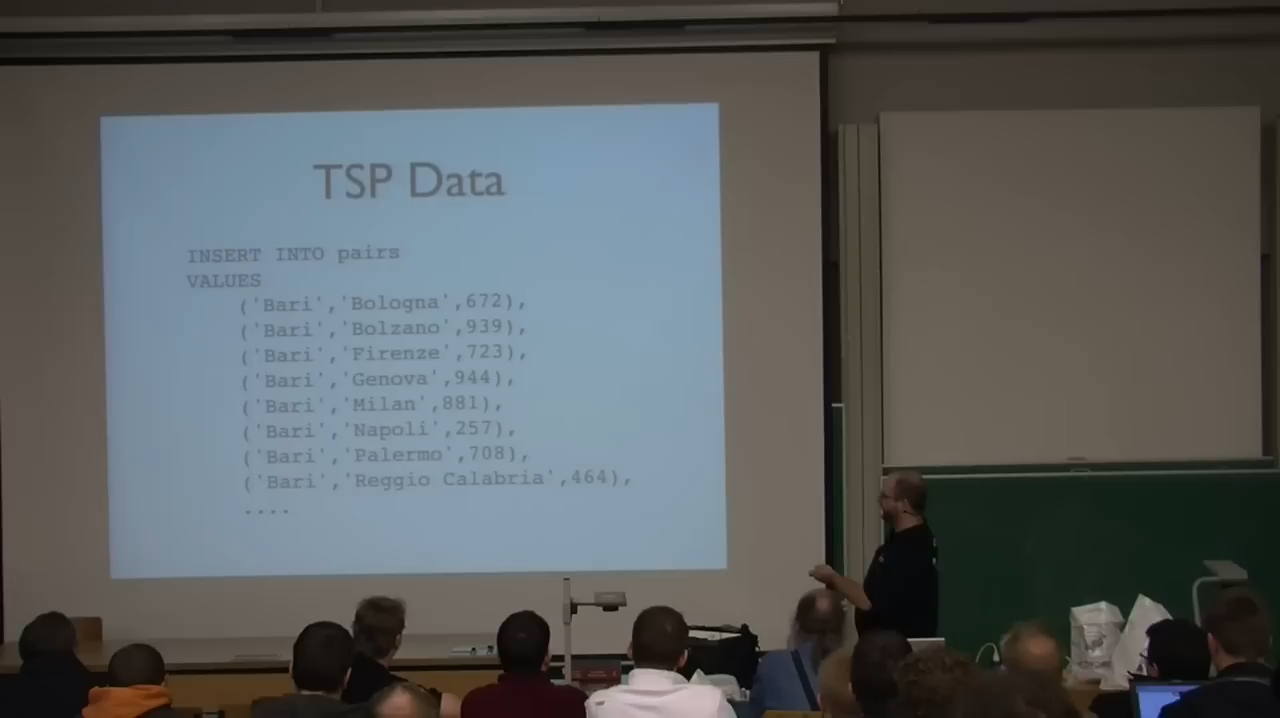 TSP Data
INSERT INTO pairs
VALUES
('Bari','Bologna',672),
('Bari','Bolzano',939),
('Bari','Firenze',723),
('Bari','Genova',944),
('Bari','Milan',881),
('Bari','Napoli',257),
('Bari','Palermo',708),
('Bari','Reggio Calabria',464),
....